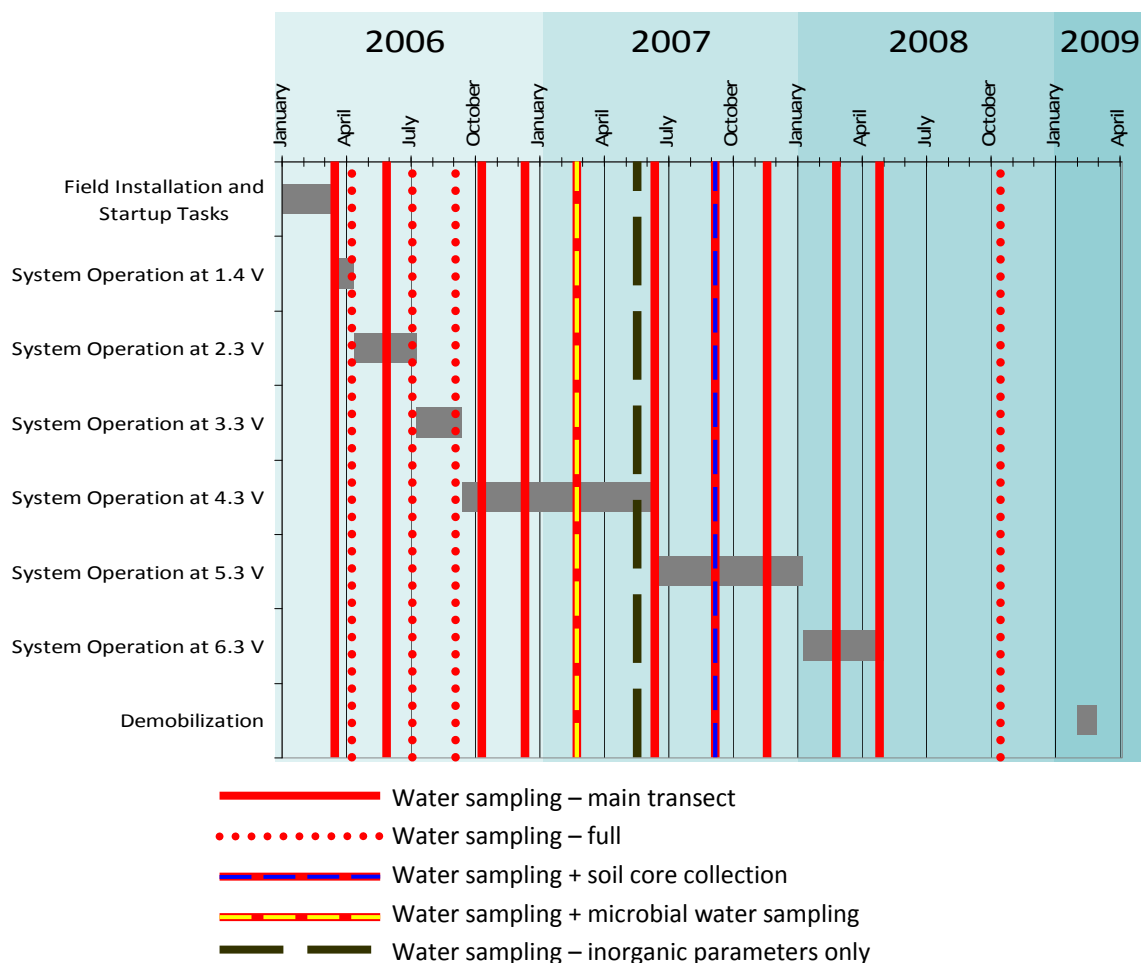 2006 2007 2008 2009
January April July October January April July October January April July October January April
Field Installation and
Startup Tasks
System Operation at 1.4 V
System Operation at 2.3 V
System Operation at 3.3 V
System Operation at 4.3 V
System Operation at 5.3 V
System Operation at 6.3 V
Demobilization
Water sampling – main transect
Water sampling – full
Water sampling + soil core collection
Water sampling + microbial water sampling
Water sampling – inorganic parameters only